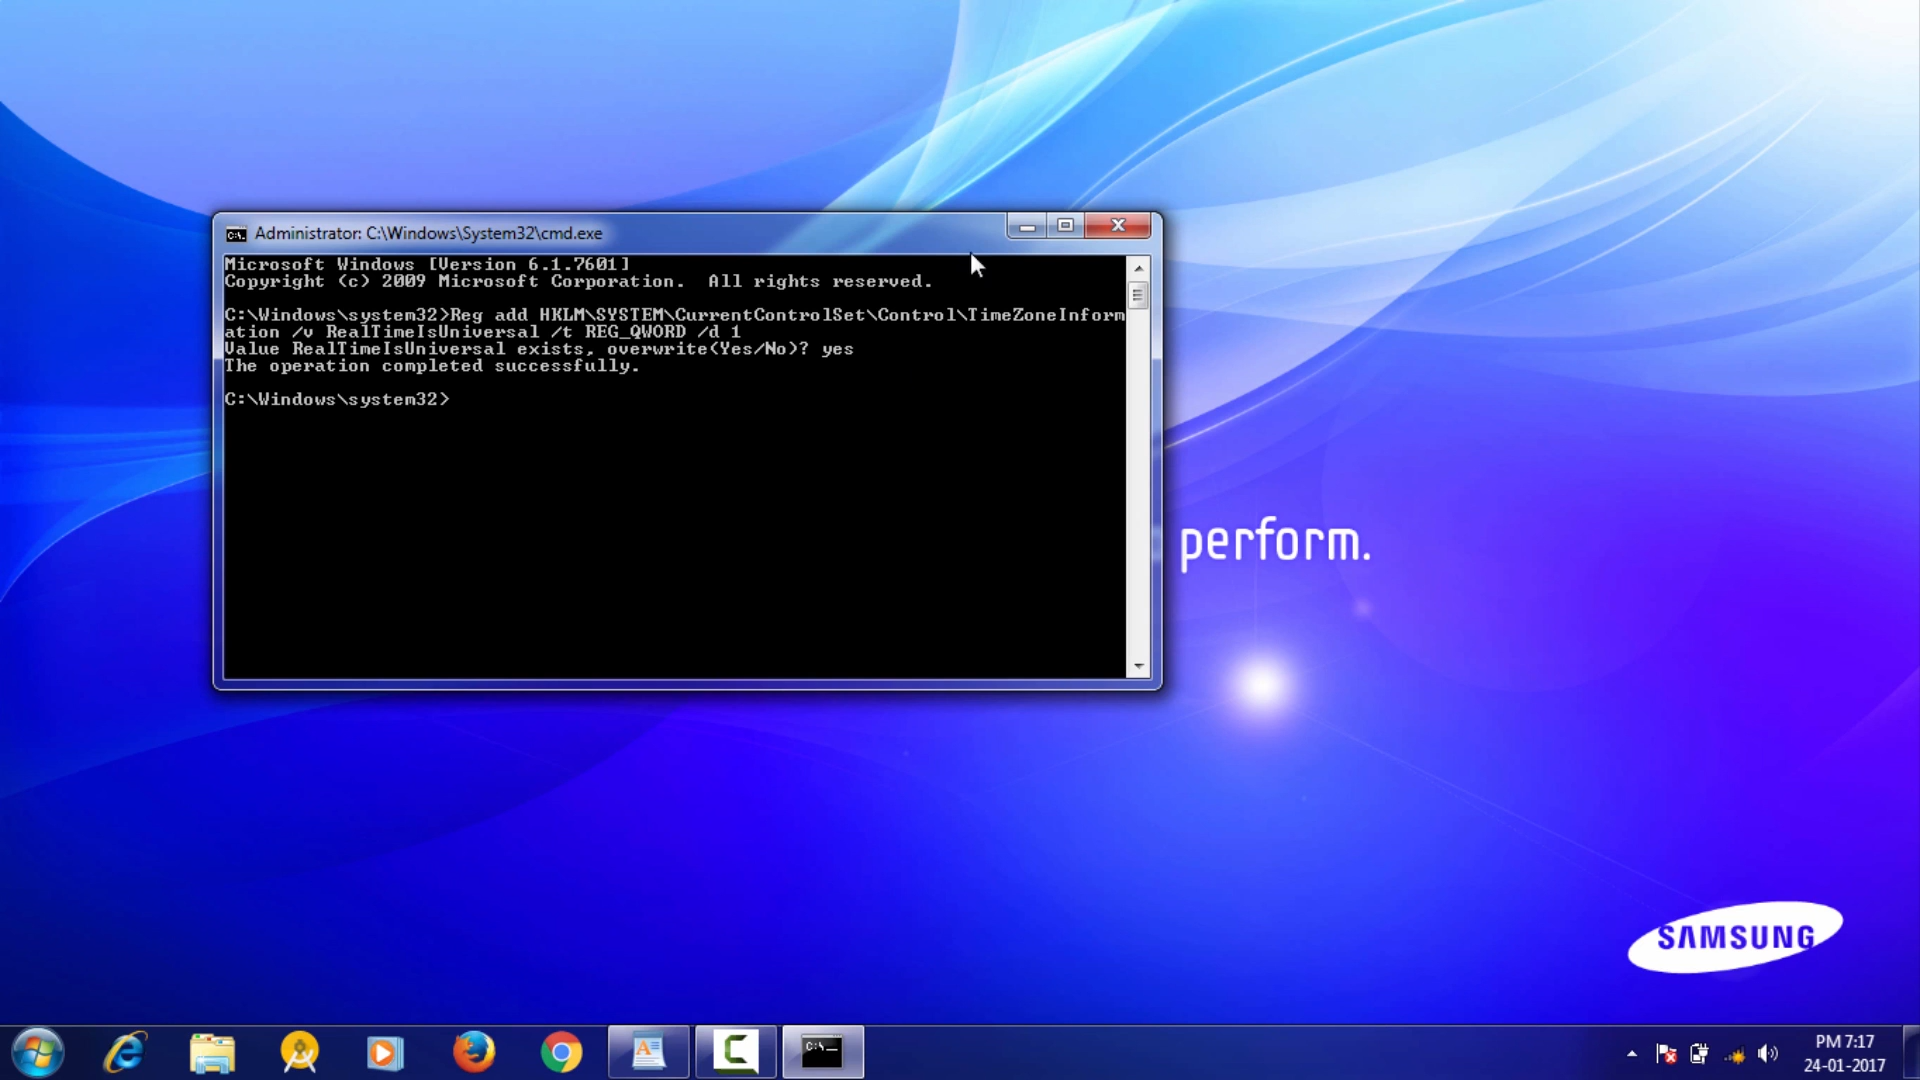 Administrator: C:\Windows\System32\cmd.exe
Microsoft Windows [Version 6.1.7601]
Copyright (c) 2009 Microsoft Corporation.  All rights reserved.
C:\Windows\system32>Reg add HKLM\SYSTEM\CurrentControlSet\Control\TimeZoneInform
ation /v RealTimeIsUniversal /t REG_QWORD /d 1
Value RealTimeIsUniversal exists, overwrite(Yes/No)? yes
The operation completed successfully.
C:\Windows\system32>
perform.
SAMSUNG
PM 7:17
24-01-2017